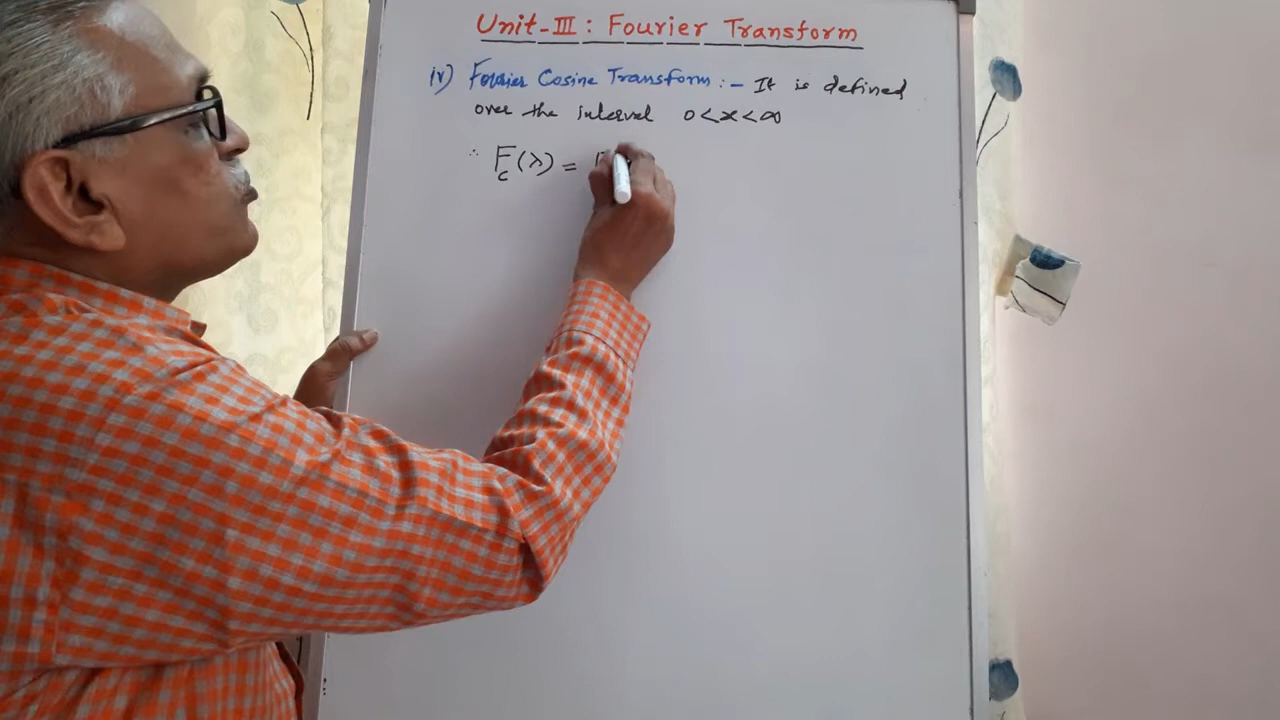 Unit-III : Fourier Transform
iv) Fourier Cosine Transform :- It is defined
over the interval 0<x<∞
∴ F_c(λ) =